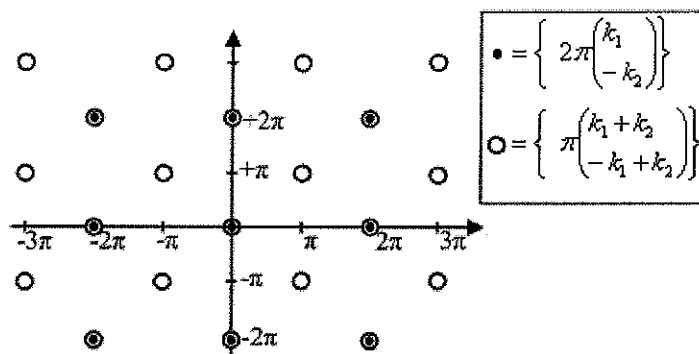 • = { 2π(k₁ −k₂)}
○ = { π(k₁ + k₂ −k₁ + k₂)}
+2π
+π
-3π -2π -π π 2π 3π
-π
-2π